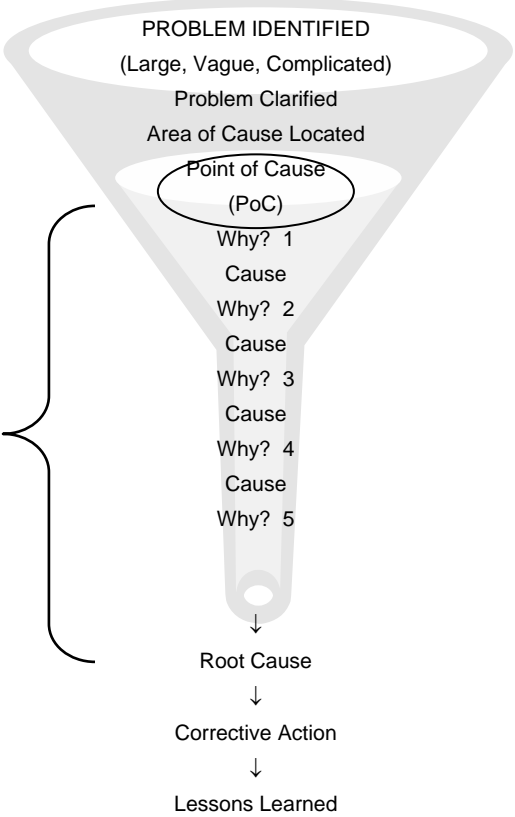 PROBLEM IDENTIFIED
(Large, Vague, Complicated)
Problem Clarified
Area of Cause Located
Point of Cause
(PoC)
Why? 1
Cause
Why? 2
Cause
Why? 3
Cause
Why? 4
Cause
Why? 5
↓
Root Cause
↓
Corrective Action
↓
Lessons Learned